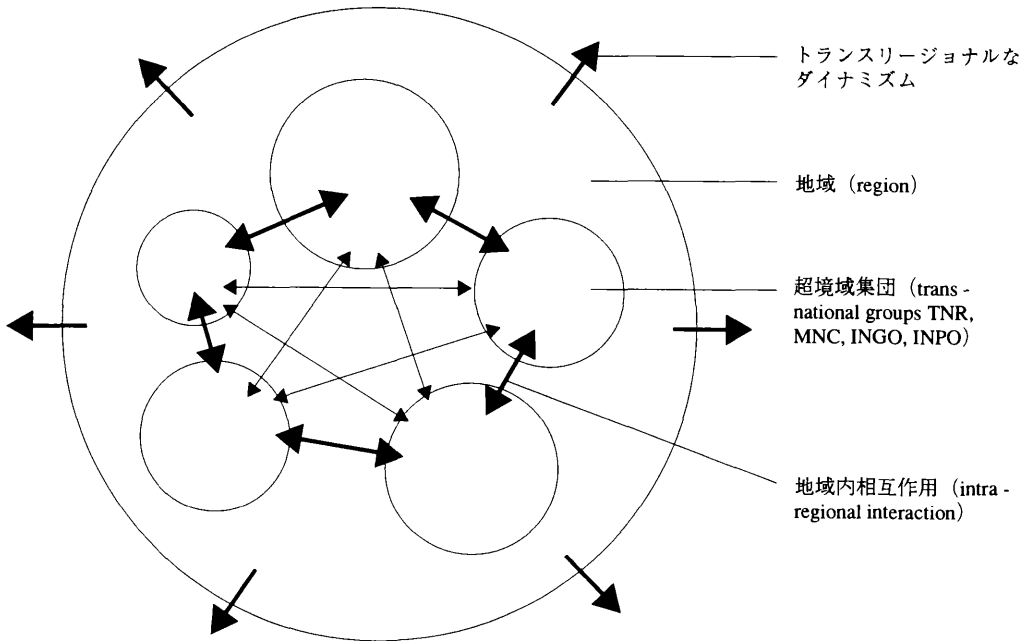 トランスリージョナルな
ダイナミズム
地域（region）
超境域集団（trans -
national groups TNR,
MNC, INGO, INPO）
地域内相互作用（intra -
regional interaction）